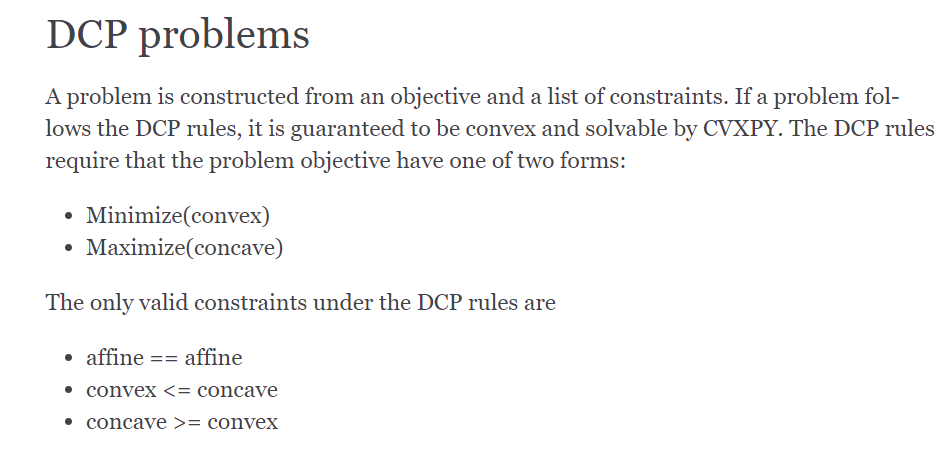 DCP problems
A problem is constructed from an objective and a list of constraints. If a problem fol-
lows the DCP rules, it is guaranteed to be convex and solvable by CVXPY. The DCP rules
require that the problem objective have one of two forms:
• Minimize(convex)
• Maximize(concave)
The only valid constraints under the DCP rules are
• affine == affine
• convex <= concave
• concave >= convex